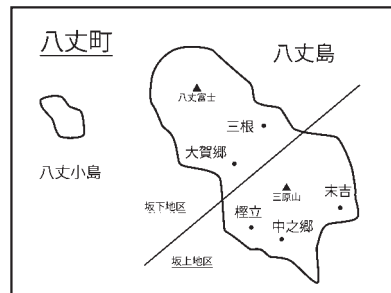 八丈町
八丈島
八丈富士
三根
八丈小島
大賀郷
三原山
末吉
坂下地区
樫立
中之郷
坂上地区